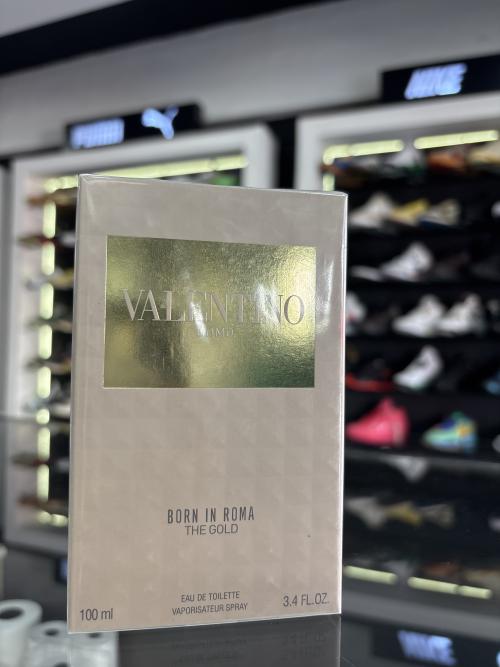 PUMA
NIKE
VALENTINO
UOMO
BORN IN ROMA
THE GOLD
EAU DE TOILETTE
VAPORISATEUR SPRAY
100 ml
3.4 FL.OZ.